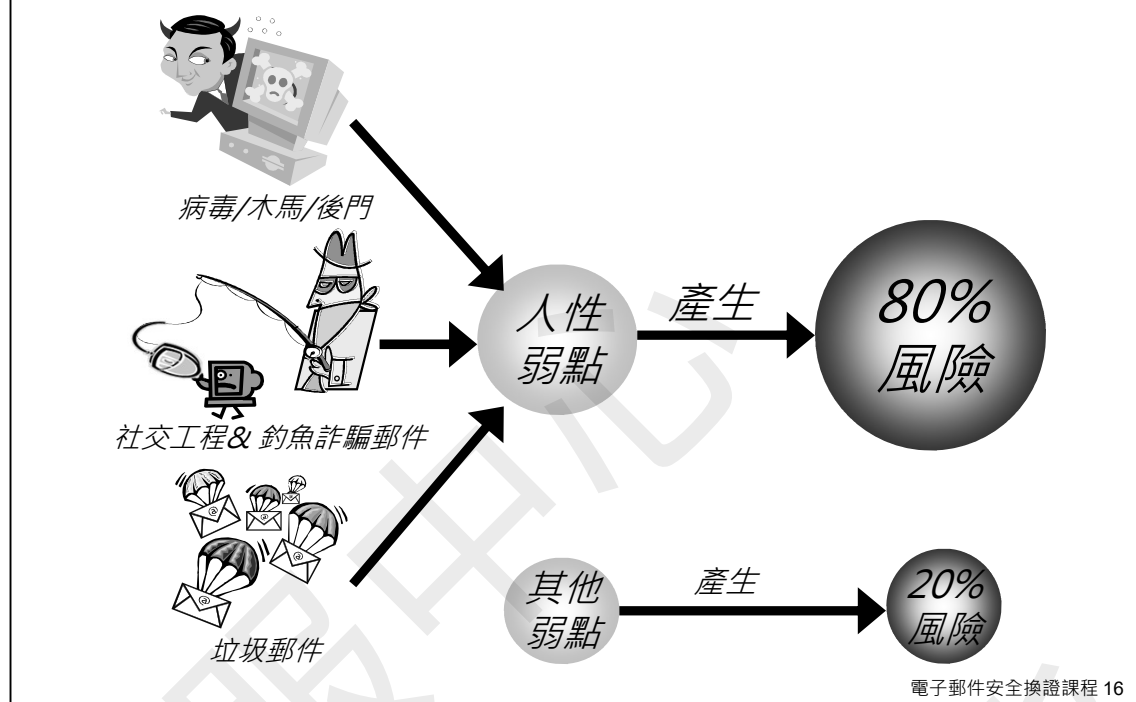 病毒/木馬/後門
社交工程& 釣魚詐騙郵件
垃圾郵件
人性
弱點
產生
80%
風險
其他
弱點
產生
20%
風險
電子郵件安全換證課程 16